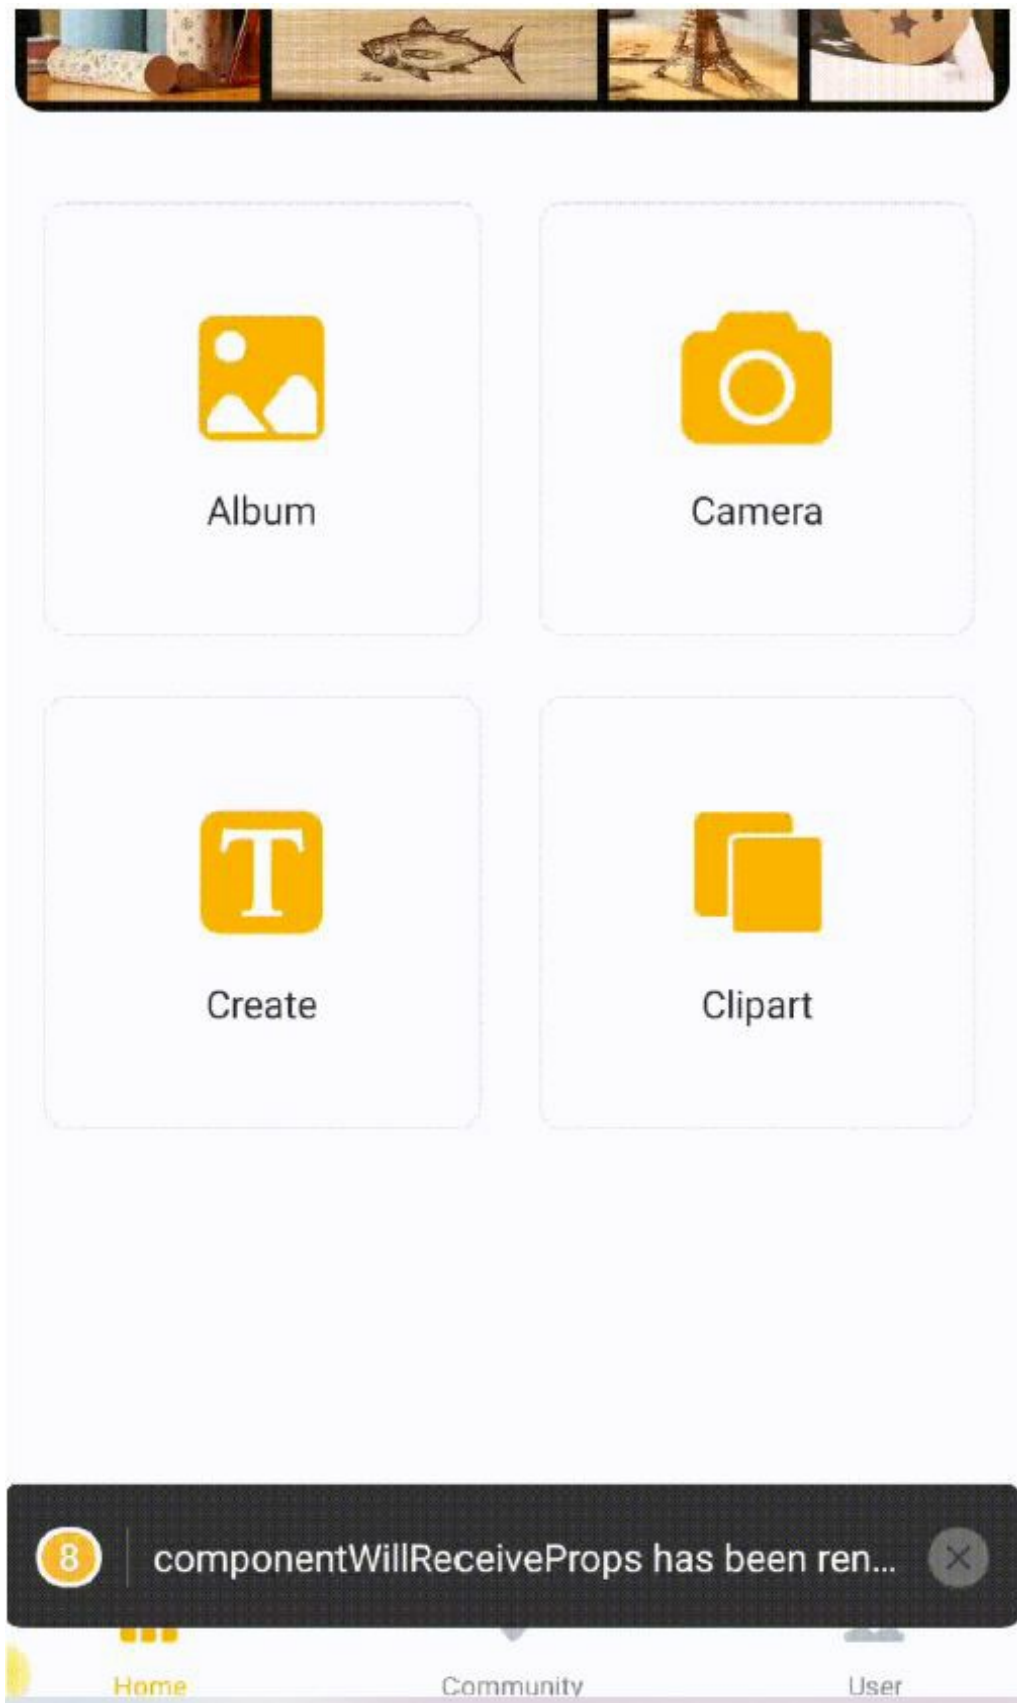 Album
Camera
Create
Clipart
8
componentWillReceiveProps has been ren...
Home
Community
User